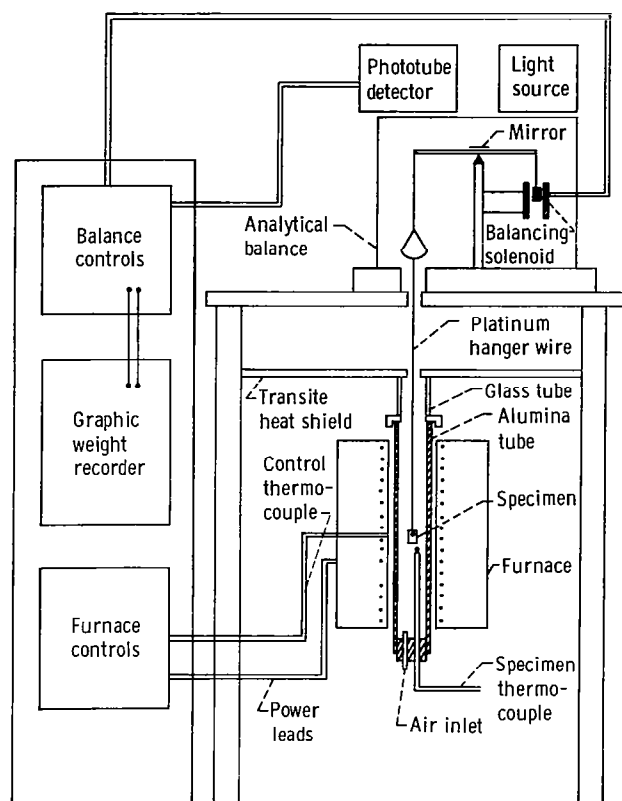 Phototube
detector
Light
source
Mirror
Balance
controls
Analytical
balance
Balancing
solenoid
Platinum
hanger wire
Transite
heat shield
Glass tube
Alumina
tube
Graphic
weight
recorder
Control
thermo-
couple
Specimen
Furnace
Furnace
controls
Power
leads
Air inlet
Specimen
thermo-
couple